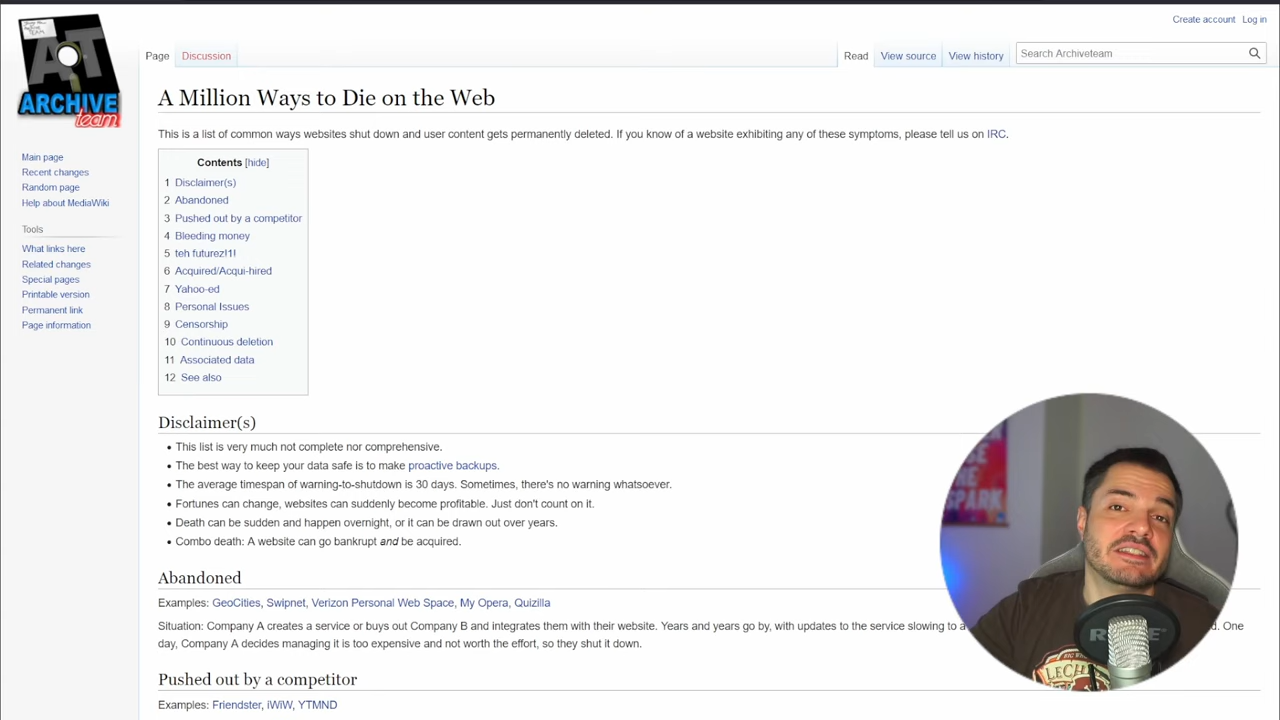 Create account Log in
AT
ARCHIVE
team
Page Discussion Read View source View history Search Archiveteam
A Million Ways to Die on the Web
This is a list of common ways websites shut down and user content gets permanently deleted. If you know of a website exhibiting any of these symptoms, please tell us on IRC.
Main page
Recent changes
Random page
Help about MediaWiki
Tools
What links here
Related changes
Special pages
Printable version
Permanent link
Page information
Contents [hide]
1 Disclaimer(s)
2 Abandoned
3 Pushed out by a competitor
4 Bleeding money
5 teh futurez!1!
6 Acquired/Acqui-hired
7 Yahoo-ed
8 Personal Issues
9 Censorship
10 Continuous deletion
11 Associated data
12 See also
Disclaimer(s)
• This list is very much not complete nor comprehensive.
• The best way to keep your data safe is to make proactive backups.
• The average timespan of warning-to-shutdown is 30 days. Sometimes, there's no warning whatsoever.
• Fortunes can change, websites can suddenly become profitable. Just don't count on it.
• Death can be sudden and happen overnight, or it can be drawn out over years.
• Combo death: A website can go bankrupt and be acquired.
Abandoned
Examples: GeoCities, Swipnet, Verizon Personal Web Space, My Opera, Quizilla
Situation: Company A creates a service or buys out Company B and integrates them with their website. Years and years go by, with updates to the service slowing to a One
day, Company A decides managing it is too expensive and not worth the effort, so they shut it down.
Pushed out by a competitor
Examples: Friendster, iWiW, YTMND
THE
SPARK